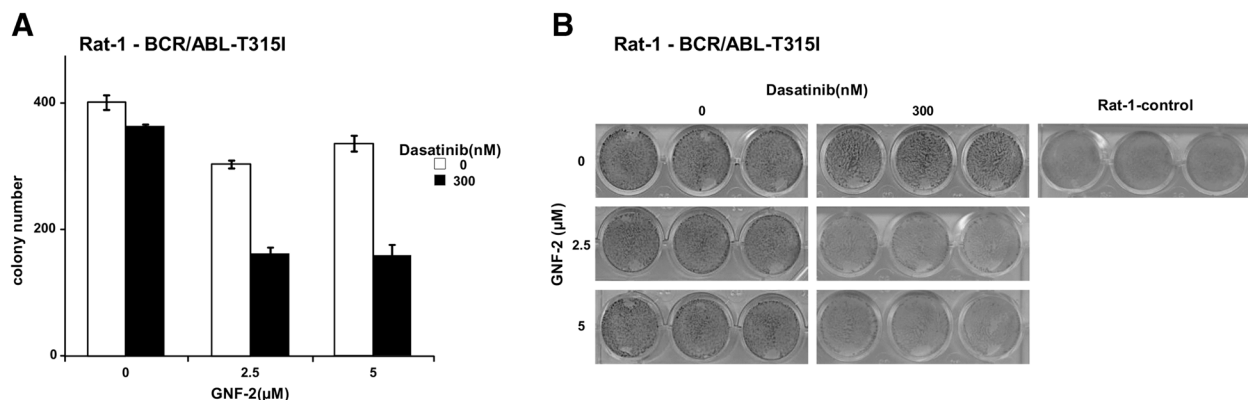 A
Rat-1 - BCR/ABL-T315I
colony number
400
200
0
0
2.5
5
GNF-2(µM)
Dasatinib(nM)
0
300
B
Rat-1 - BCR/ABL-T315I
Dasatinib(nM)
0
300
Rat-1-control
GNF-2 (µM)
0
2.5
5